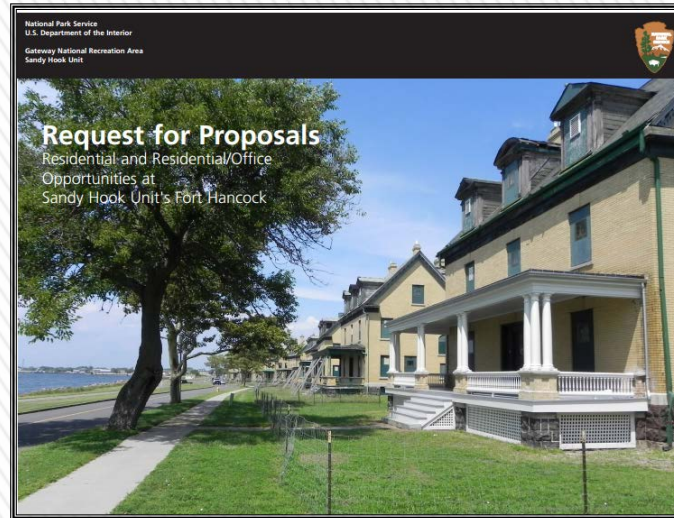 National Park Service
U.S. Department of the Interior
Gateway National Recreation Area
Sandy Hook Unit
Request for Proposals
Residential and Residential/Office
Opportunities at
Sandy Hook Unit's Fort Hancock